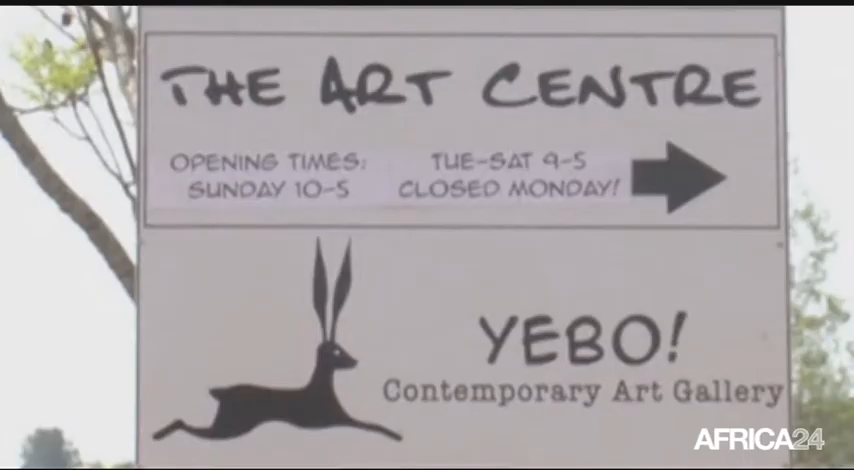 THE ART CENTRE
OPENING TIMES: TUE-SAT 9-5
SUNDAY 10-5 CLOSED MONDAY!
YEBO!
Contemporary Art Gallery
AFRICA24